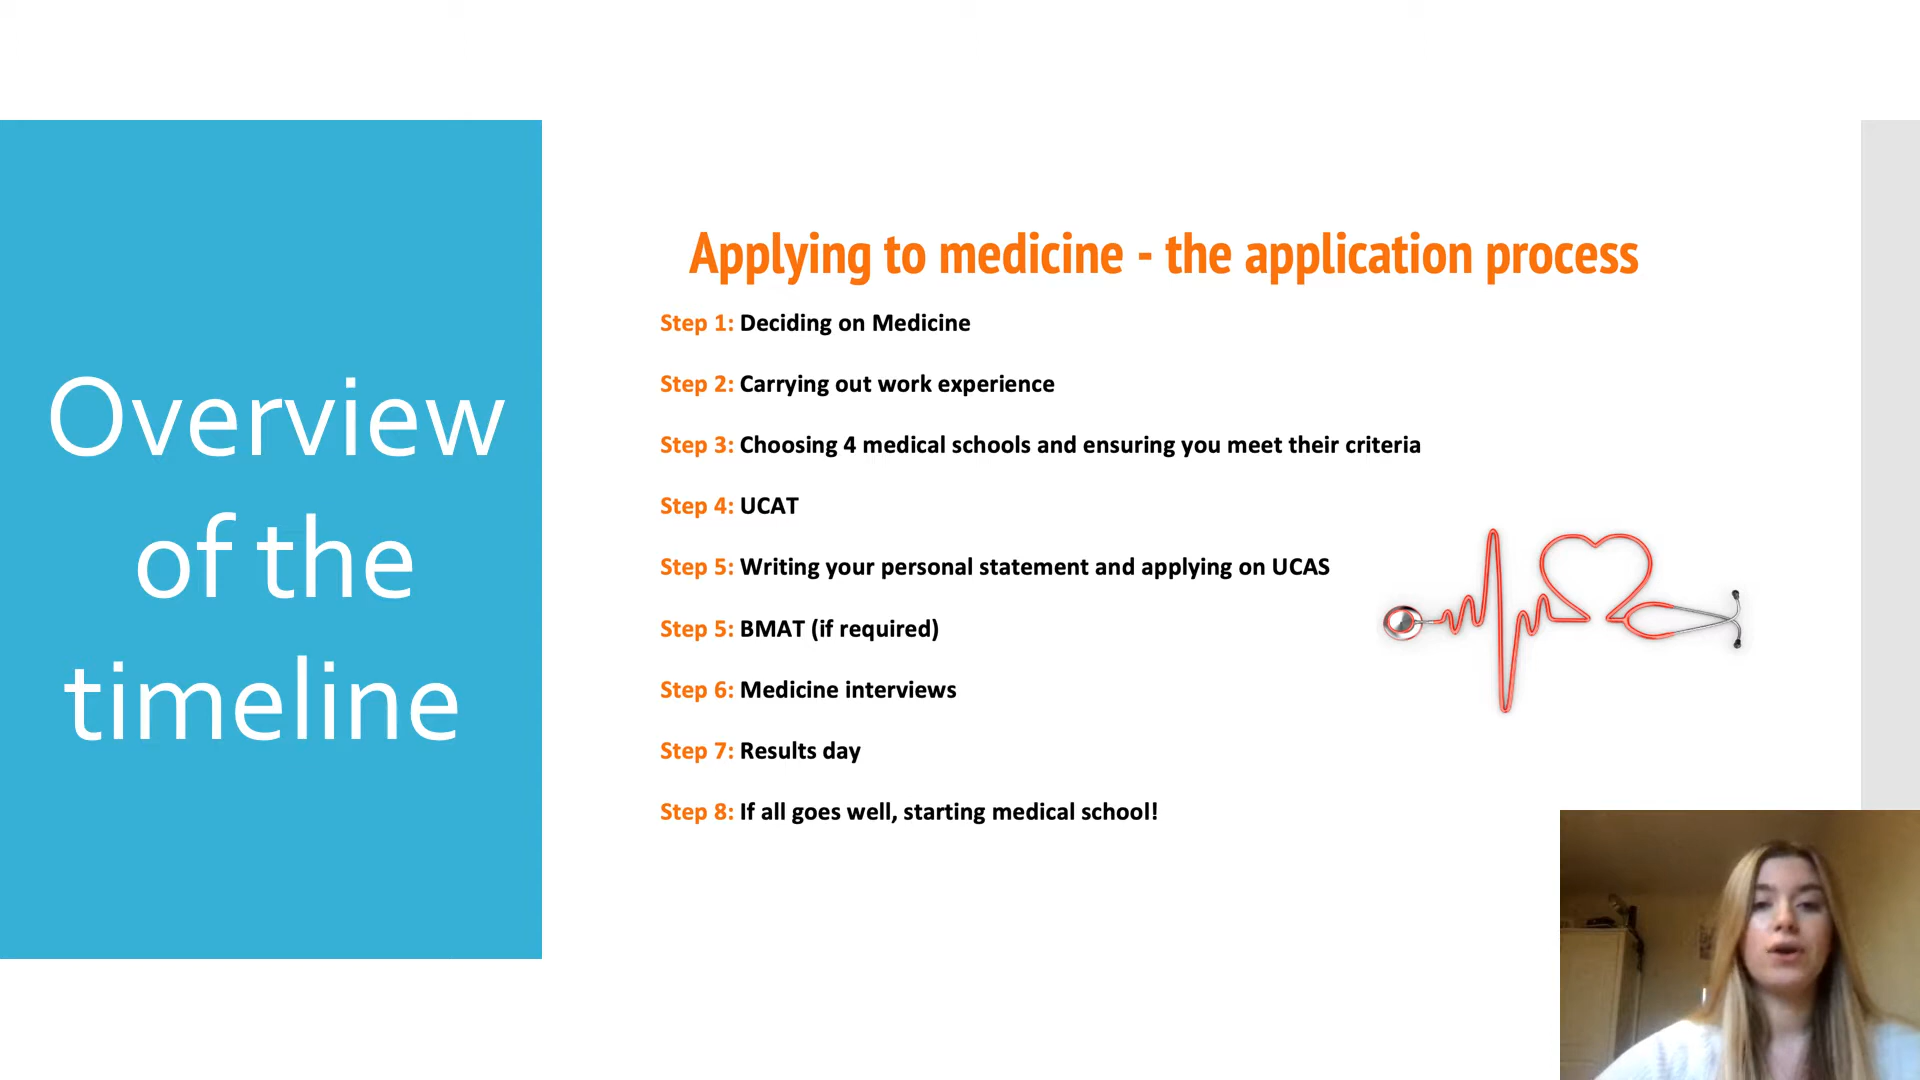 Overview
of the
timeline
Applying to medicine - the application process
Step 1: Deciding on Medicine
Step 2: Carrying out work experience
Step 3: Choosing 4 medical schools and ensuring you meet their criteria
Step 4: UCAT
Step 5: Writing your personal statement and applying on UCAS
Step 5: BMAT (if required)
Step 6: Medicine interviews
Step 7: Results day
Step 8: If all goes well, starting medical school!